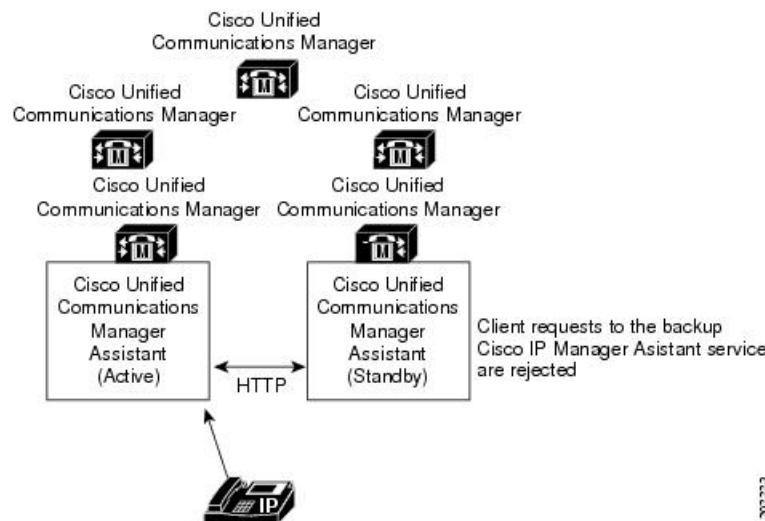 Cisco Unified
Communications Manager
Cisco Unified
Communications Manager
Cisco Unified
Communications Manager
Cisco Unified
Communications Manager
Cisco Unified
Communications Manager
M
M
M
M
M
Cisco Unified
Communications
Manager
Assistant
(Active)
HTTP
Cisco Unified
Communications
Manager
Assistant
(Standby)
Client requests to the backup
Cisco IP Manager Asistant service
are rejected
IP